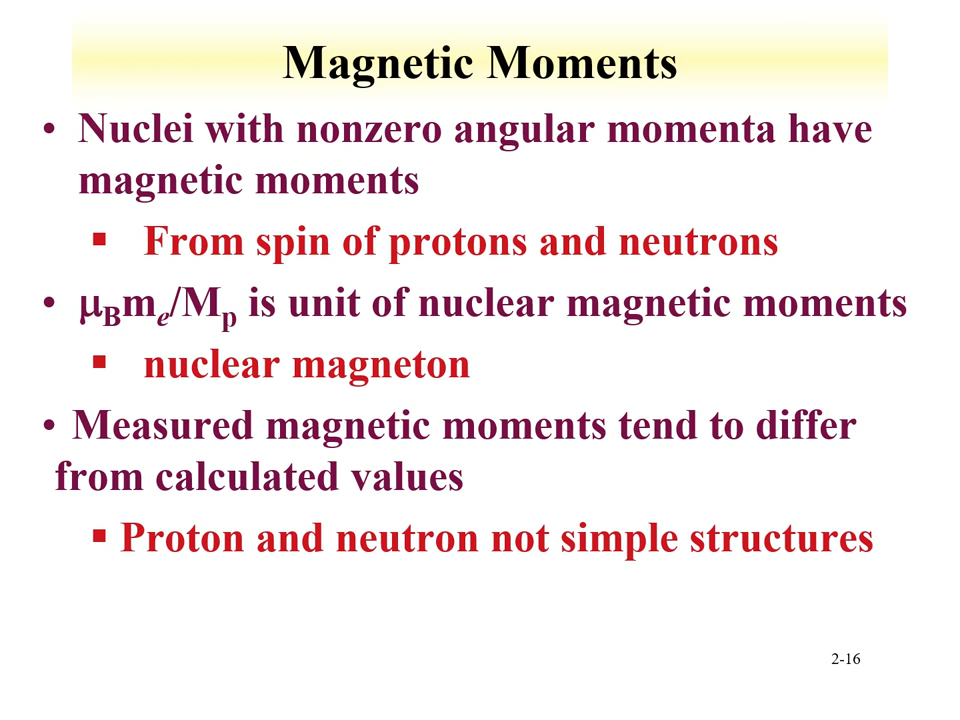 Magnetic Moments
• Nuclei with nonzero angular momenta have
magnetic moments
▪ From spin of protons and neutrons
• μBme/Mp is unit of nuclear magnetic moments
▪ nuclear magneton
• Measured magnetic moments tend to differ
from calculated values
▪ Proton and neutron not simple structures
2-16